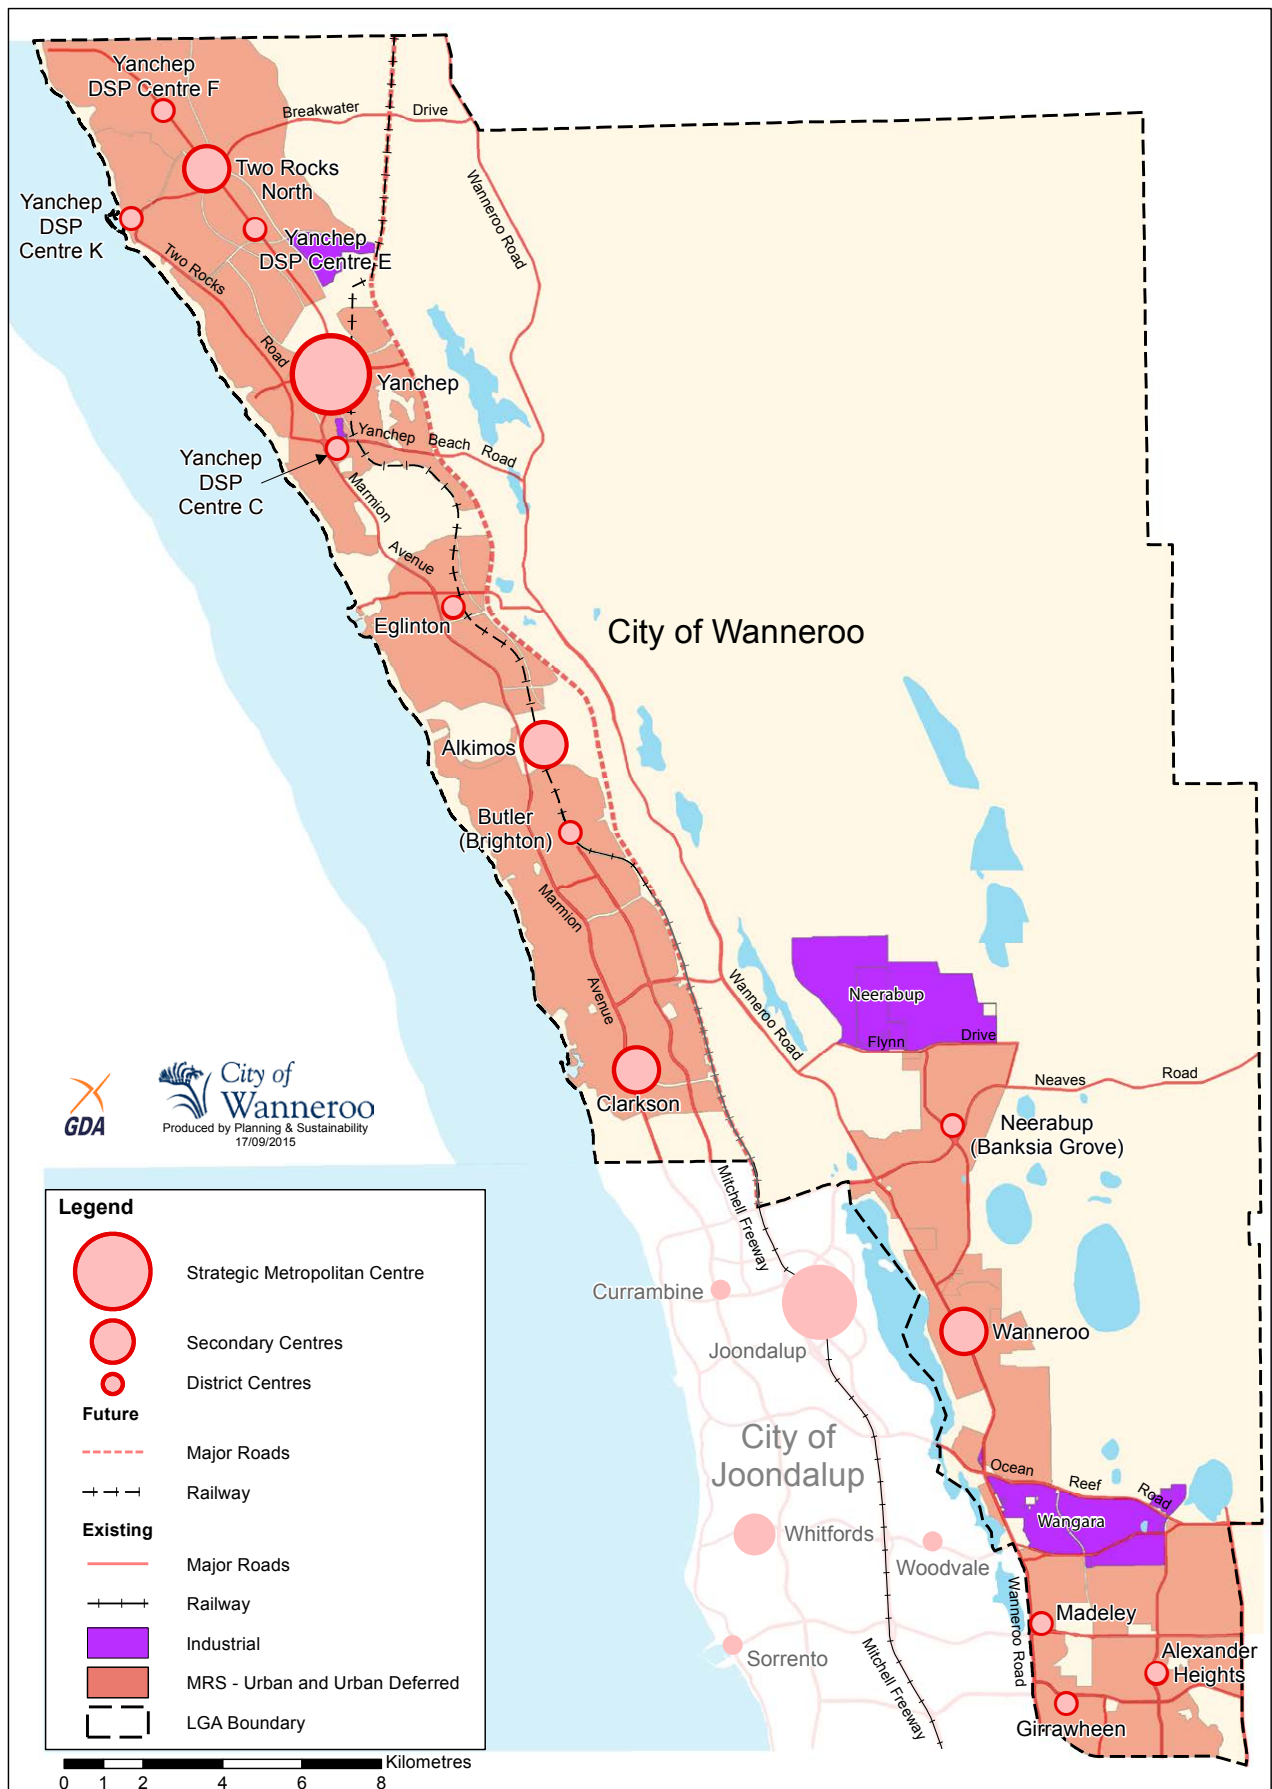 Yanchep
DSP Centre F
Breakwater Drive
Two Rocks
North
Wanneroo Road
Yanchep
DSP
Centre K
Yanchep
DSP Centre E
Two Rocks Road
Yanchep
Yanchep Beach Road
Yanchep
DSP
Centre C
Marmion Avenue
Eglinton
City of Wanneroo
Alkimos
Butler
(Brighton)
Marmion Avenue
Wanneroo Road
Neerabup
Flynn Drive
Neaves Road
Clarkson
Neerabup
(Banksia Grove)
GDA
City of
Wanneroo
Produced by Planning & Sustainability
17/09/2015
Mitchell Freeway
Currambine
Joondalup
Wanneroo
City of
Joondalup
Ocean Reef Road
Wangara
Whitfords
Woodvale
Wanneroo Road
Madeley
Sorrento
Mitchell Freeway
Alexander
Heights
Girrawheen
Legend
Strategic Metropolitan Centre
Secondary Centres
District Centres
Future
Major Roads
Railway
Existing
Major Roads
Railway
Industrial
MRS - Urban and Urban Deferred
LGA Boundary
Kilometres
0 1 2 4 6 8